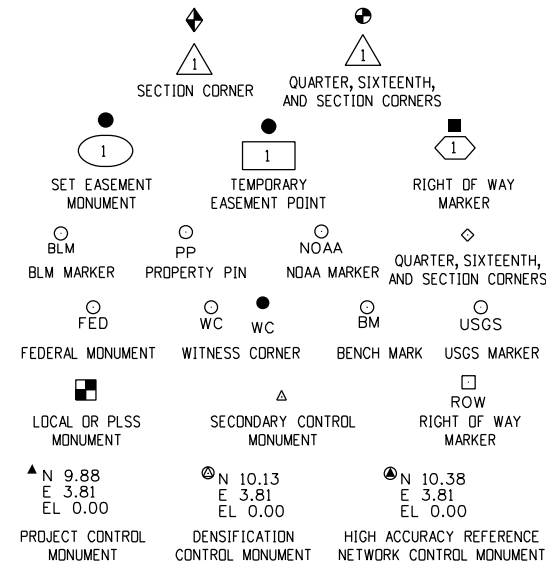 1
1
SECTION CORNER
QUARTER, SIXTEENTH,
AND SECTION CORNERS
1
1
1
SET EASEMENT
MONUMENT
TEMPORARY
EASEMENT POINT
RIGHT OF WAY
MARKER
BLM
PP
NOAA
BLM MARKER
PROPERTY PIN
NOAA MARKER
QUARTER, SIXTEENTH,
AND SECTION CORNERS
FED
WC
WC
BM
USGS
FEDERAL MONUMENT
WITNESS CORNER
BENCH MARK
USGS MARKER
LOCAL OR PLSS
MONUMENT
SECONDARY CONTROL
MONUMENT
ROW
RIGHT OF WAY
MARKER
N 9.88
E 3.81
EL 0.00
N 10.13
E 3.81
EL 0.00
N 10.38
E 3.81
EL 0.00
PROJECT CONTROL
MONUMENT
DENSIFICATION
CONTROL MONUMENT
HIGH ACCURACY REFERENCE
NETWORK CONTROL MONUMENT